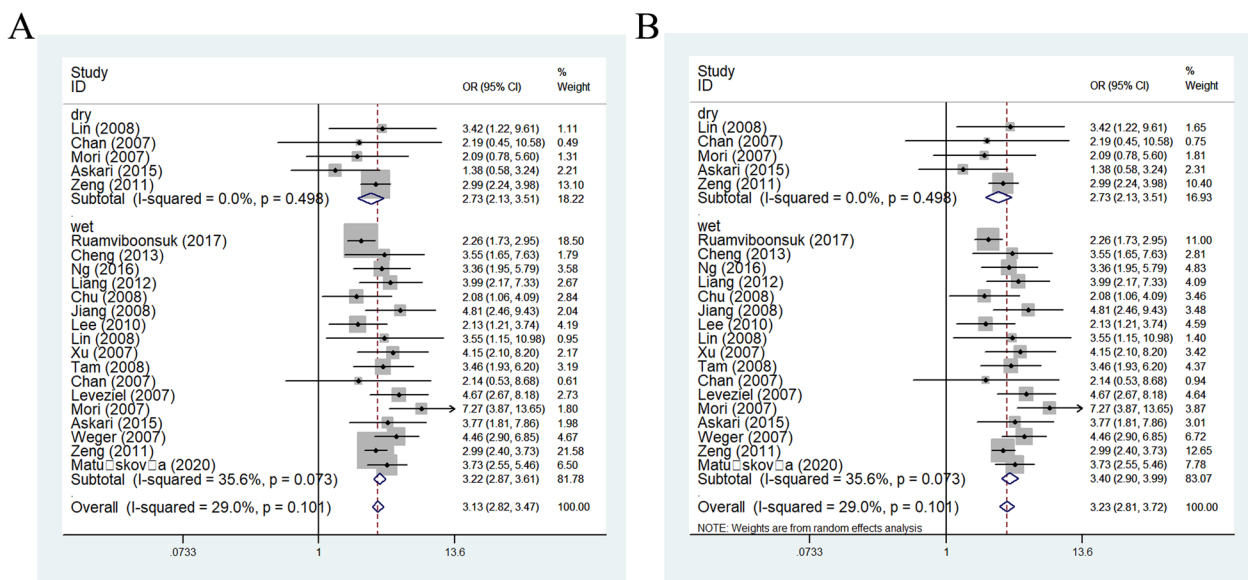 A
Study
ID
OR (95% CI)
%
Weight
dry
Lin (2008) 3.42 (1.22, 9.61) 1.11
Chan (2007) 2.19 (0.45, 10.58) 0.49
Mori (2007) 2.09 (0.78, 5.60) 1.31
Askari (2015) 1.38 (0.58, 3.24) 2.21
Zeng (2011) 2.99 (2.24, 3.98) 13.10
Subtotal (I-squared = 0.0%, p = 0.498) 2.73 (2.13, 3.51) 18.22
.
wet
Ruamviboonsuk (2017) 2.26 (1.73, 2.95) 18.50
Cheng (2013) 3.55 (1.65, 7.63) 1.79
Ng (2016) 3.36 (1.95, 5.79) 3.58
Liang (2012) 3.99 (2.17, 7.33) 2.67
Chu (2008) 2.08 (1.06, 4.09) 2.84
Jiang (2008) 4.81 (2.46, 9.43) 2.04
Lee (2010) 2.13 (1.21, 3.74) 4.19
Lin (2008) 3.55 (1.15, 10.98) 0.95
Xu (2007) 4.15 (2.10, 8.20) 2.17
Tam (2008) 3.46 (1.93, 6.20) 3.19
Chan (2007) 2.14 (0.53, 8.68) 0.61
Leveziel (2007) 4.67 (2.67, 8.18) 2.73
Mori (2007) 7.27 (3.87, 13.65) 1.80
Askari (2015) 3.77 (1.81, 7.86) 1.98
Weger (2007) 4.46 (2.90, 6.85) 4.67
Zeng (2011) 2.99 (2.40, 3.73) 21.58
Matu□skov□a (2020) 3.73 (2.55, 5.46) 6.50
Subtotal (I-squared = 35.6%, p = 0.073) 3.22 (2.87, 3.61) 81.78
.
Overall (I-squared = 29.0%, p = 0.101) 3.13 (2.82, 3.47) 100.00
.0733 1 13.6
B
Study
ID
OR (95% CI)
%
Weight
dry
Lin (2008) 3.42 (1.22, 9.61) 1.65
Chan (2007) 2.19 (0.45, 10.58) 0.75
Mori (2007) 2.09 (0.78, 5.60) 1.81
Askari (2015) 1.38 (0.58, 3.24) 2.31
Zeng (2011) 2.99 (2.24, 3.98) 10.40
Subtotal (I-squared = 0.0%, p = 0.498) 2.73 (2.13, 3.51) 16.93
.
wet
Ruamviboonsuk (2017) 2.26 (1.73, 2.95) 11.00
Cheng (2013) 3.55 (1.65, 7.63) 2.81
Ng (2016) 3.36 (1.95, 5.79) 4.83
Liang (2012) 3.99 (2.17, 7.33) 4.09
Chu (2008) 2.08 (1.06, 4.09) 3.46
Jiang (2008) 4.81 (2.46, 9.43) 3.48
Lee (2010) 2.13 (1.21, 3.74) 4.59
Lin (2008) 3.55 (1.15, 10.98) 1.40
Xu (2007) 4.15 (2.10, 8.20) 3.42
Tam (2008) 3.46 (1.93, 6.20) 4.37
Chan (2007) 2.14 (0.53, 8.68) 0.94
Leveziel (2007) 4.67 (2.67, 8.18) 4.64
Mori (2007) 7.27 (3.87, 13.65) 3.87
Askari (2015) 3.77 (1.81, 7.86) 3.01
Weger (2007) 4.46 (2.90, 6.85) 6.72
Zeng (2011) 2.99 (2.40, 3.73) 12.65
Matu□skov□a (2020) 3.73 (2.55, 5.46) 7.78
Subtotal (I-squared = 35.6%, p = 0.073) 3.40 (2.90, 3.99) 83.07
.
Overall (I-squared = 29.0%, p = 0.101) 3.23 (2.81, 3.72) 100.00
NOTE: Weights are from random effects analysis
.0733 1 13.6